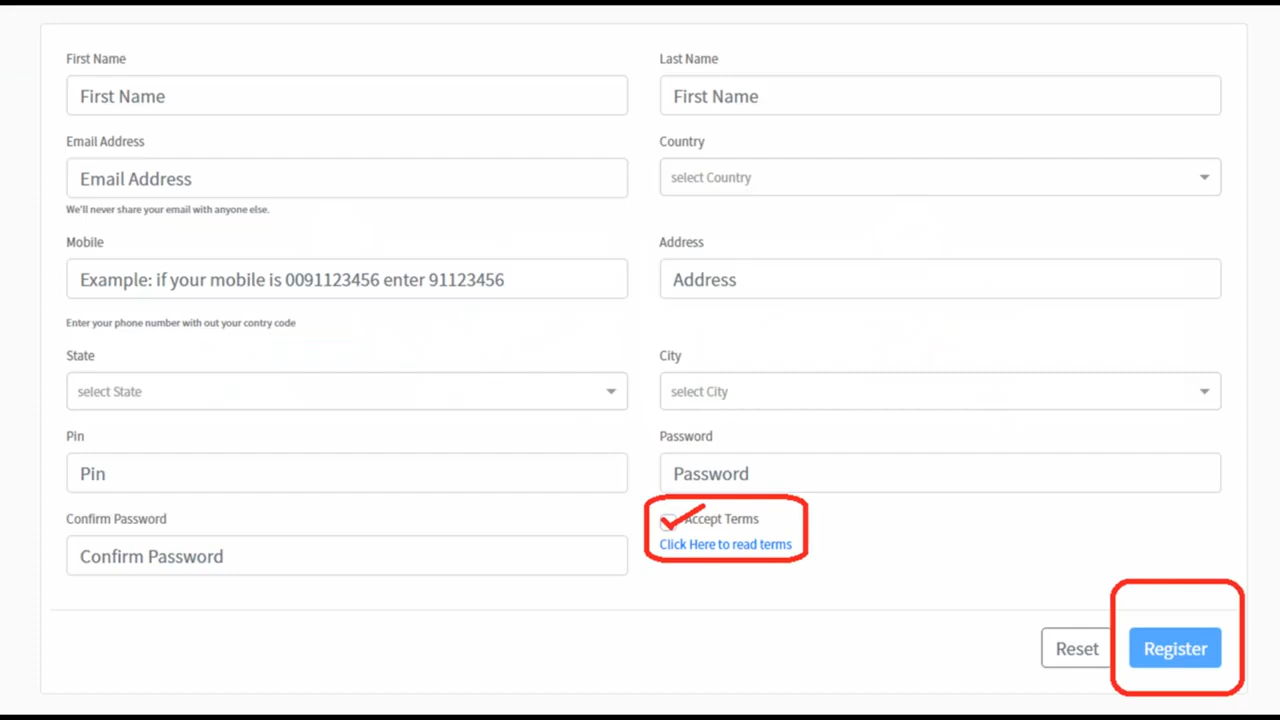 First Name
Last Name
First Name
First Name
Email Address
Country
Email Address
select Country
We'll never share your email with anyone else.
Mobile
Address
Example: if your mobile is 0091123456 enter 91123456
Address
Enter your phone number with out your contry code
State
City
select State
select City
Pin
Password
Pin
Password
Confirm Password
Accept Terms
Click Here to read terms
Confirm Password
Reset
Register